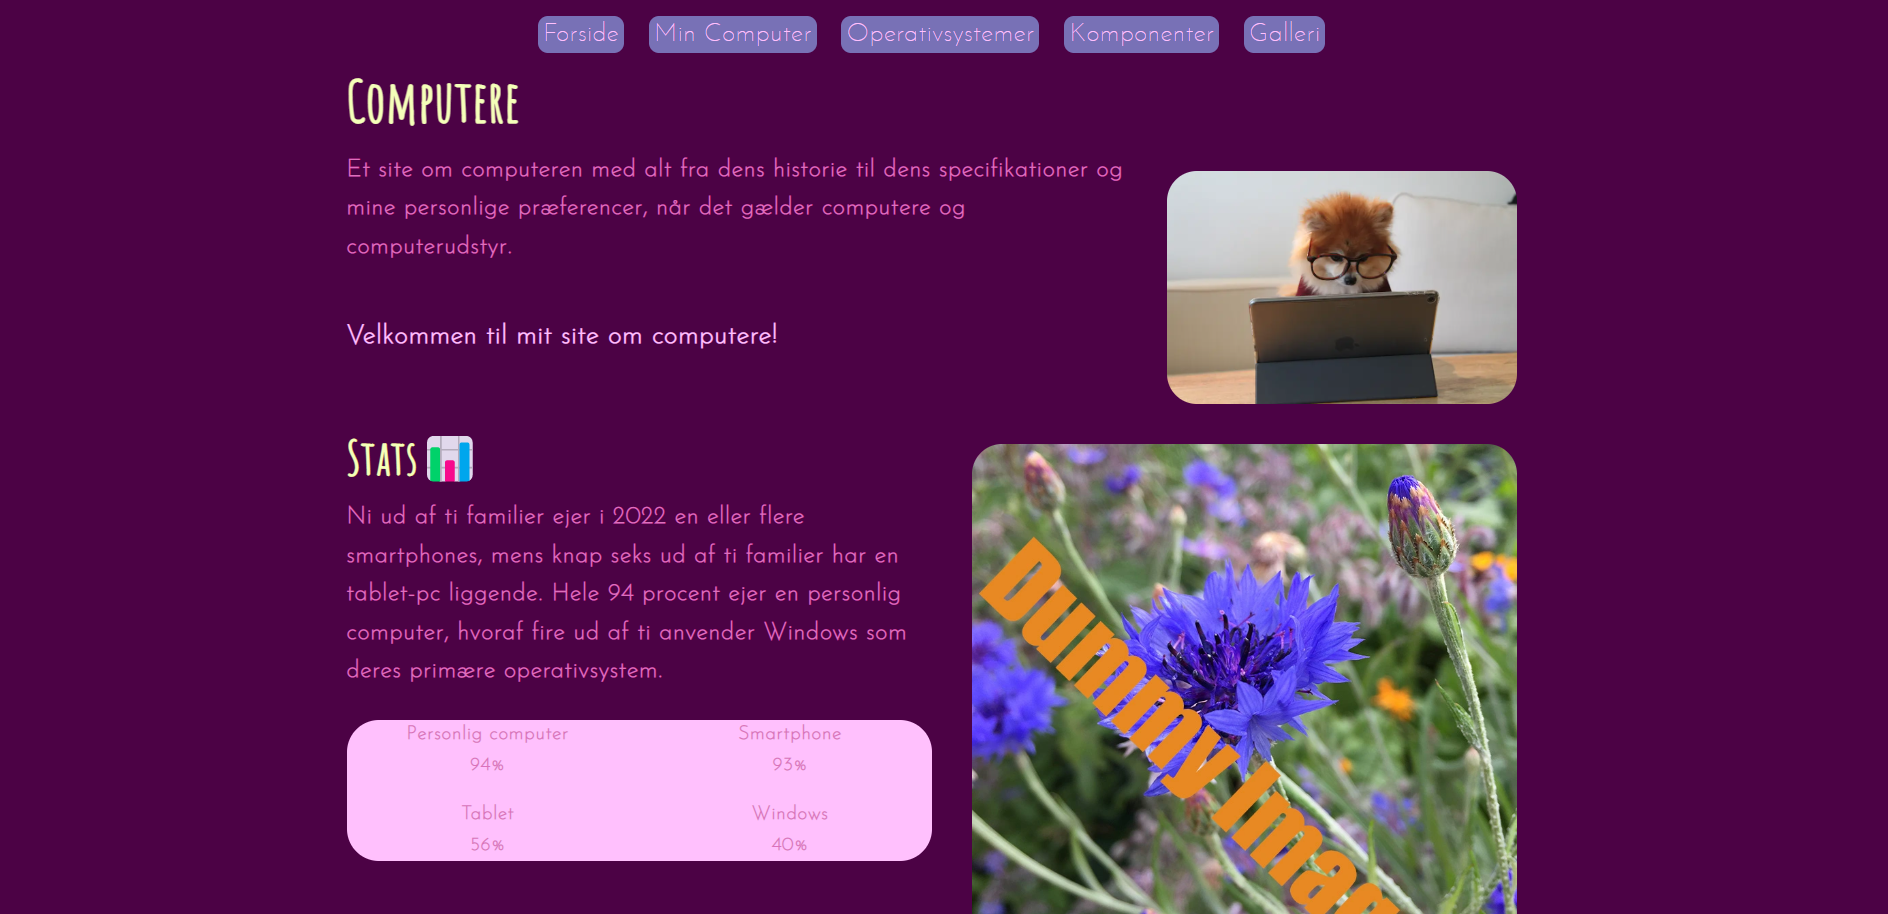 Forside Min Computer Operativsystemer Komponenter Galleri
Computere
Et site om computeren med alt fra dens historie til dens specifikationer og
mine personlige præferencer, når det gælder computere og
computerudstyr.
Velkommen til mit site om computere!
Stats
Ni ud af ti familier ejer i 2022 en eller flere
smartphones, mens knap seks ud af ti familier har en
tablet-pc liggende. Hele 94 procent ejer en personlig
computer, hvoraf fire ud af ti anvender Windows som
deres primære operativsystem.
Personlig computer Smartphone
94% 93%
Tablet Windows
56% 40%
Dummy Imag